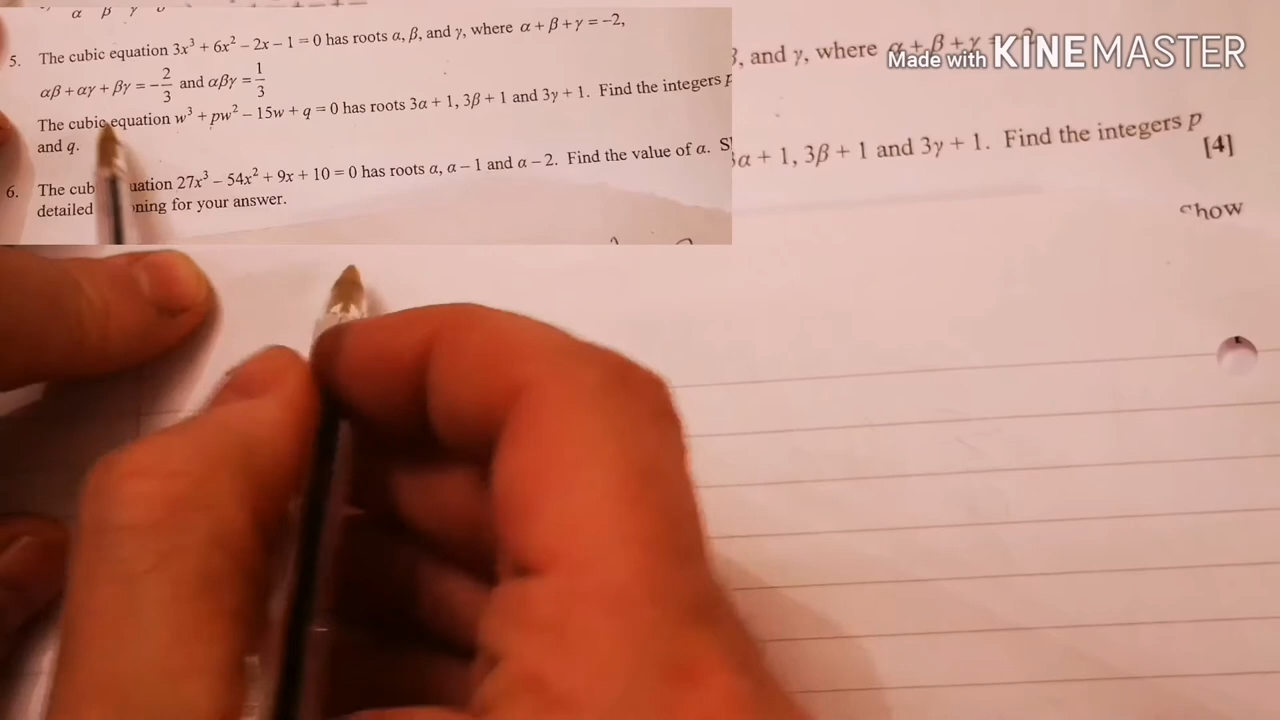 α β γ
5. The cubic equation 3x³ + 6x² − 2x − 1 = 0 has roots α, β, and γ, where α + β + γ = −2,
αβ + αγ + βγ = −2/3 and αβγ = 1/3
The cubic equation w³ + pw² − 15w + q = 0 has roots 3α + 1, 3β + 1 and 3γ + 1. Find the integers p
and q.
6. The cub uation 27x³ − 54x² + 9x + 10 = 0 has roots α, α − 1 and α − 2. Find the value of α. S
detailed ning for your answer.
β, and γ, where α + β + γ =
Made with KINEMASTER
3α + 1, 3β + 1 and 3γ + 1. Find the integers p
[4]
Show